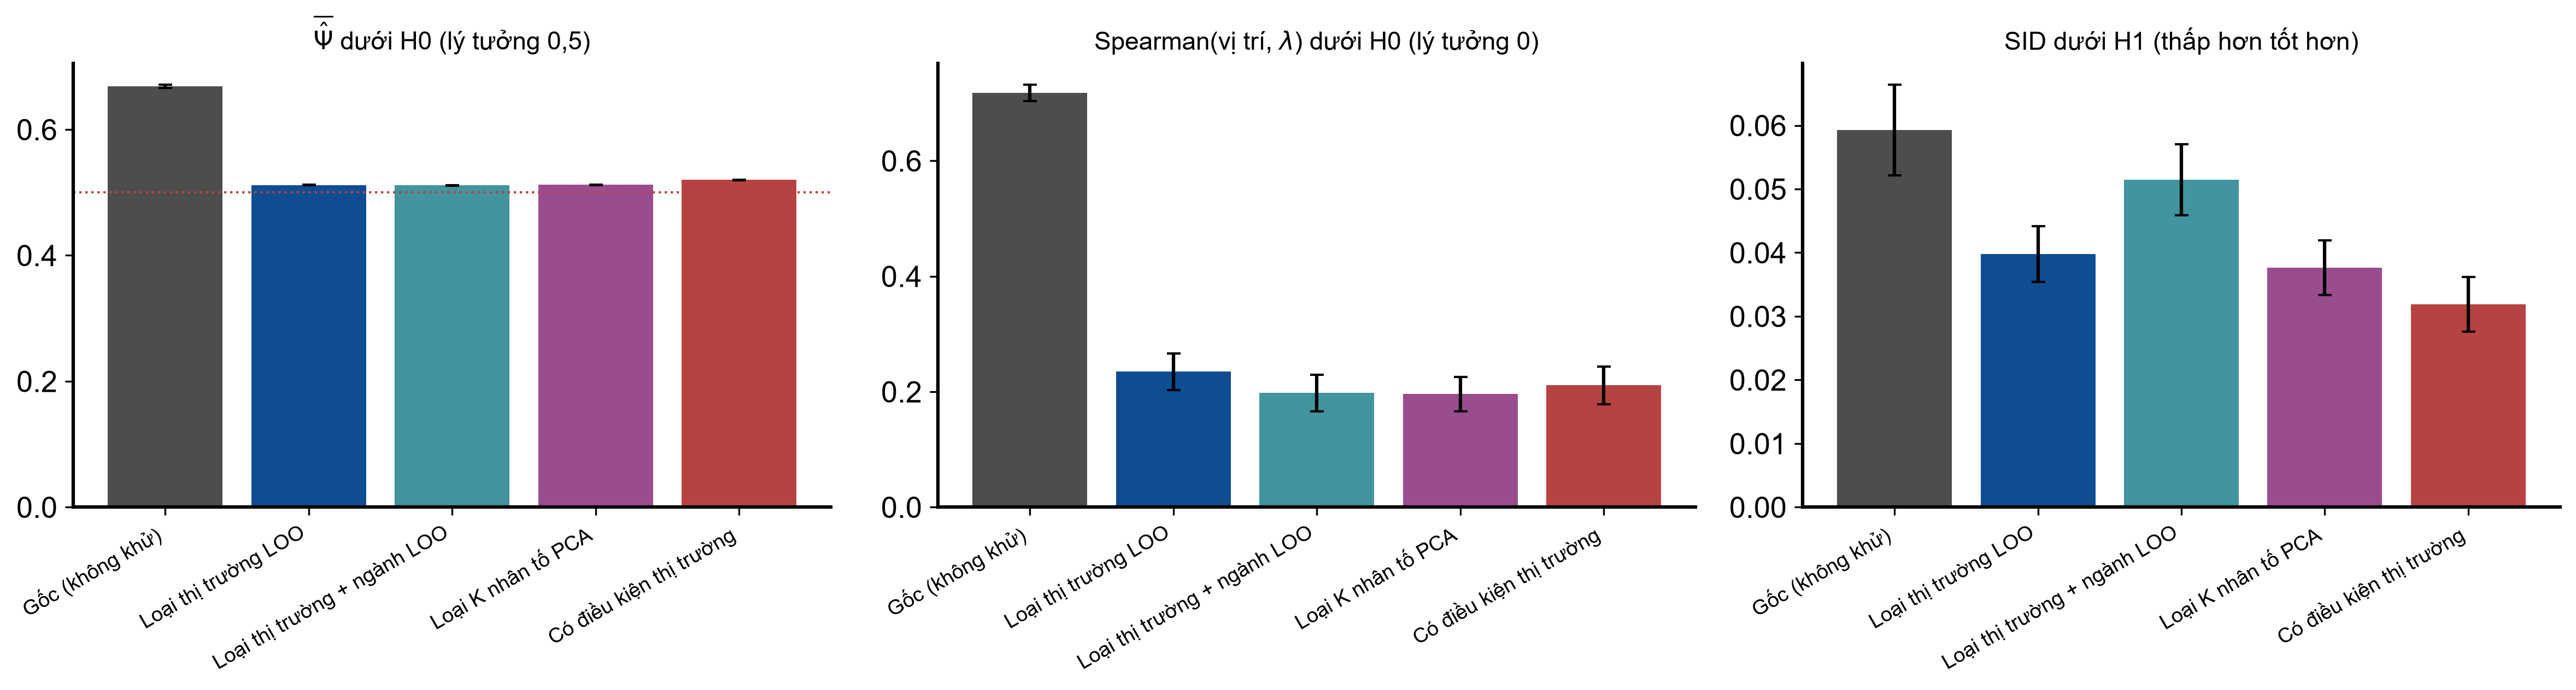 Ψ̂̅ dưới H0 (lý tưởng 0,5)
0.6
0.4
0.2
0.0
Gốc (không khử)
Loại thị trường LOO
Loại thị trường + ngành LOO
Loại K nhân tố PCA
Có điều kiện thị trường
Spearman(vị trí, λ) dưới H0 (lý tưởng 0)
0.6
0.4
0.2
0.0
Gốc (không khử)
Loại thị trường LOO
Loại thị trường + ngành LOO
Loại K nhân tố PCA
Có điều kiện thị trường
SID dưới H1 (thấp hơn tốt hơn)
0.06
0.05
0.04
0.03
0.02
0.01
0.00
Gốc (không khử)
Loại thị trường LOO
Loại thị trường + ngành LOO
Loại K nhân tố PCA
Có điều kiện thị trường